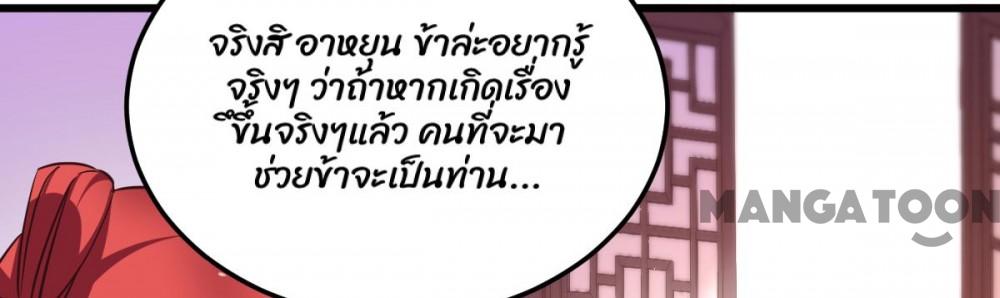 จริงสิ อาหยุน ข้าล่ะอยากรู้
จริงๆ ว่าถ้าหากเกิดเรื่อง
ึขึ้นจริงๆแล้ว คนที่จะมา
ช่วยข้าจะเป็นท่าน...
MANGATOON